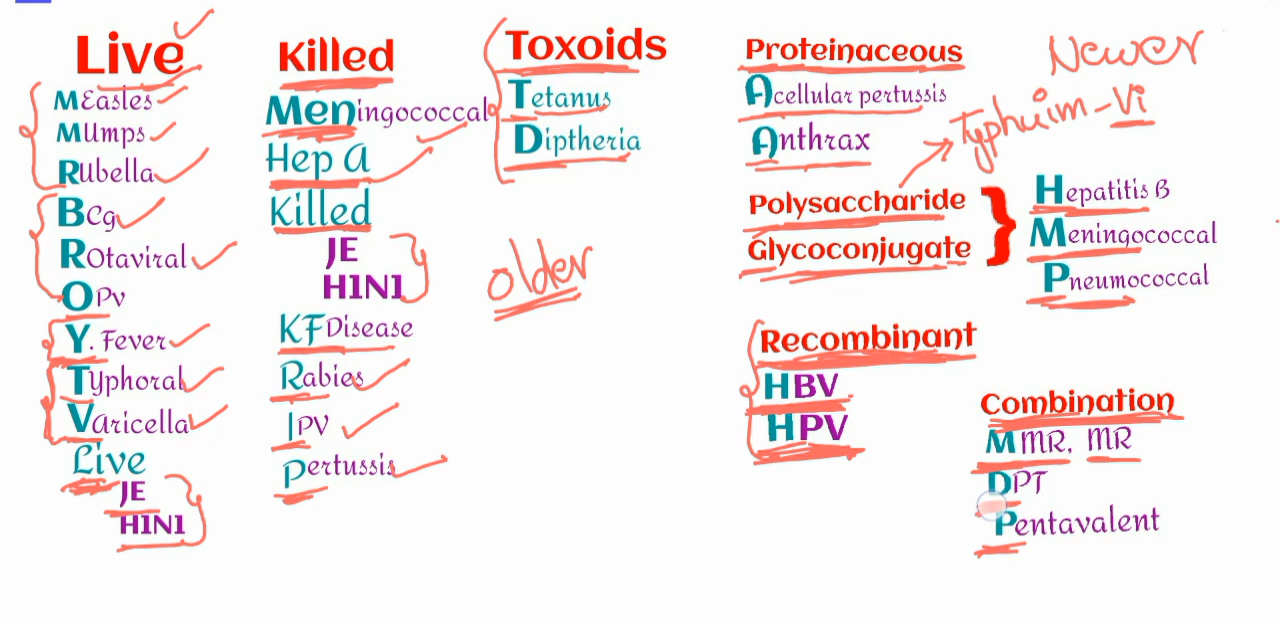 Live
MEasles
MUmps
RUbella
BCg
ROtaviral
OPv
Y. Fever
Typhoral
Varicella
Live
JE
H1N1
Killed
Meningococcal
Hep A
Killed
JE
H1N1
KFDisease
Rabies
IPV
Pertussis
Toxoids
Tetanus
Diptheria
older
Proteinaceous
Acellular pertussis
Anthrax
Newer
Typhuim-Vi
Polysaccharide
Glycoconjugate
Hepatitis B
Meningococcal
Pneumococcal
Recombinant
HBV
HPV
Combination
MMR, MR
DPT
Pentavalent